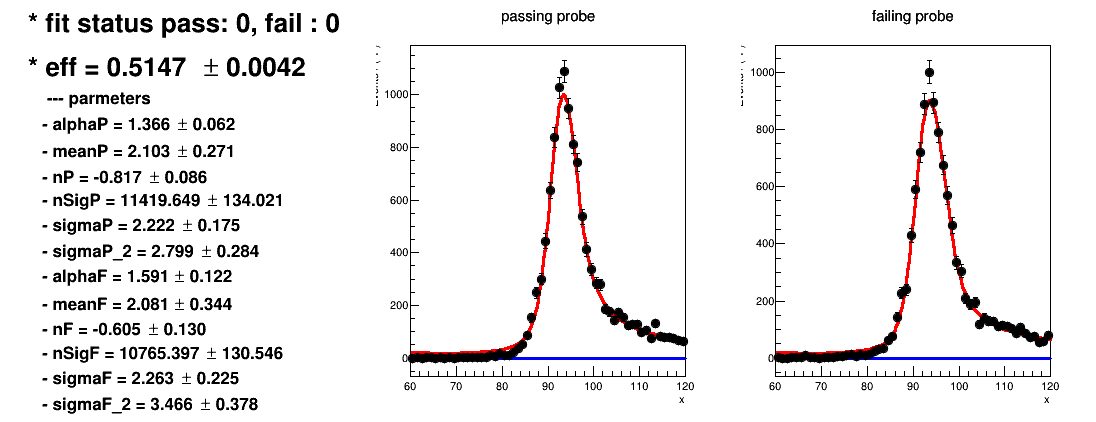 * fit status pass: 0, fail : 0
* eff = 0.5147 ± 0.0042
--- parmeters
- alphaP = 1.366 ± 0.062
- meanP = 2.103 ± 0.271
- nP = -0.817 ± 0.086
- nSigP = 11419.649 ± 134.021
- sigmaP = 2.222 ± 0.175
- sigmaP_2 = 2.799 ± 0.284
- alphaF = 1.591 ± 0.122
- meanF = 2.081 ± 0.344
- nF = -0.605 ± 0.130
- nSigF = 10765.397 ± 130.546
- sigmaF = 2.263 ± 0.225
- sigmaF_2 = 3.466 ± 0.378
passing probe
1000
800
600
400
200
0
60 70 80 90 100 110 120
x
failing probe
1000
800
600
400
200
0
60 70 80 90 100 110 120
x